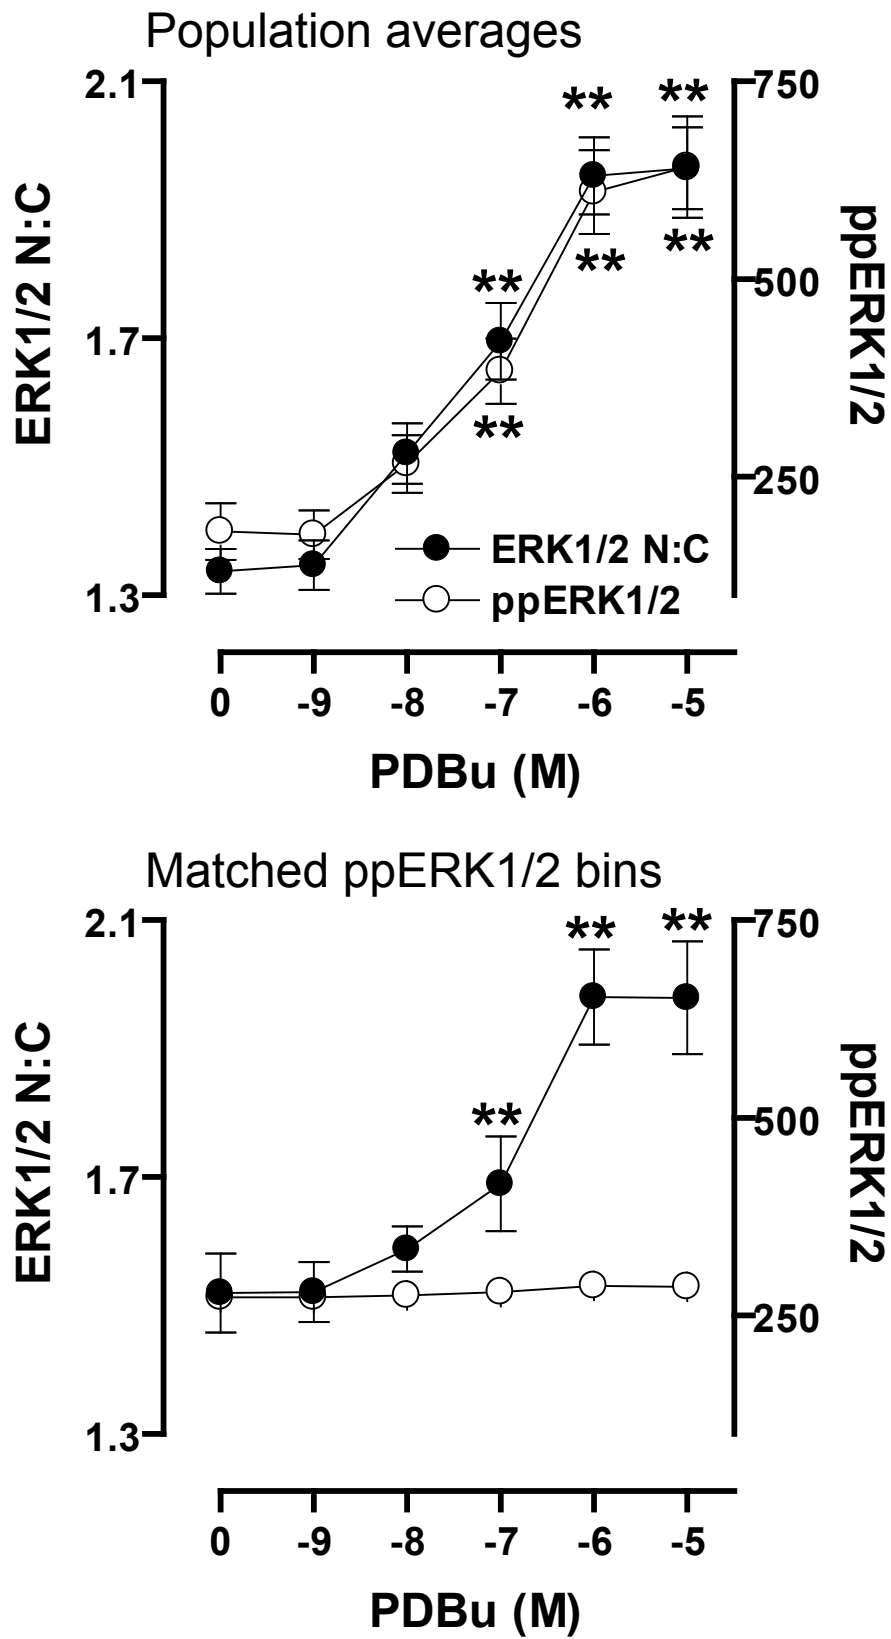 Population averages
2.1
750
**
**
ERK1/2 N:C
ppERK1/2
**
**
**
500
1.7
**
250
ERK1/2 N:C
ppERK1/2
1.3
0 -9 -8 -7 -6 -5
PDBu (M)
Matched ppERK1/2 bins
2.1
750
**
**
ERK1/2 N:C
ppERK1/2
**
500
1.7
250
1.3
0 -9 -8 -7 -6 -5
PDBu (M)